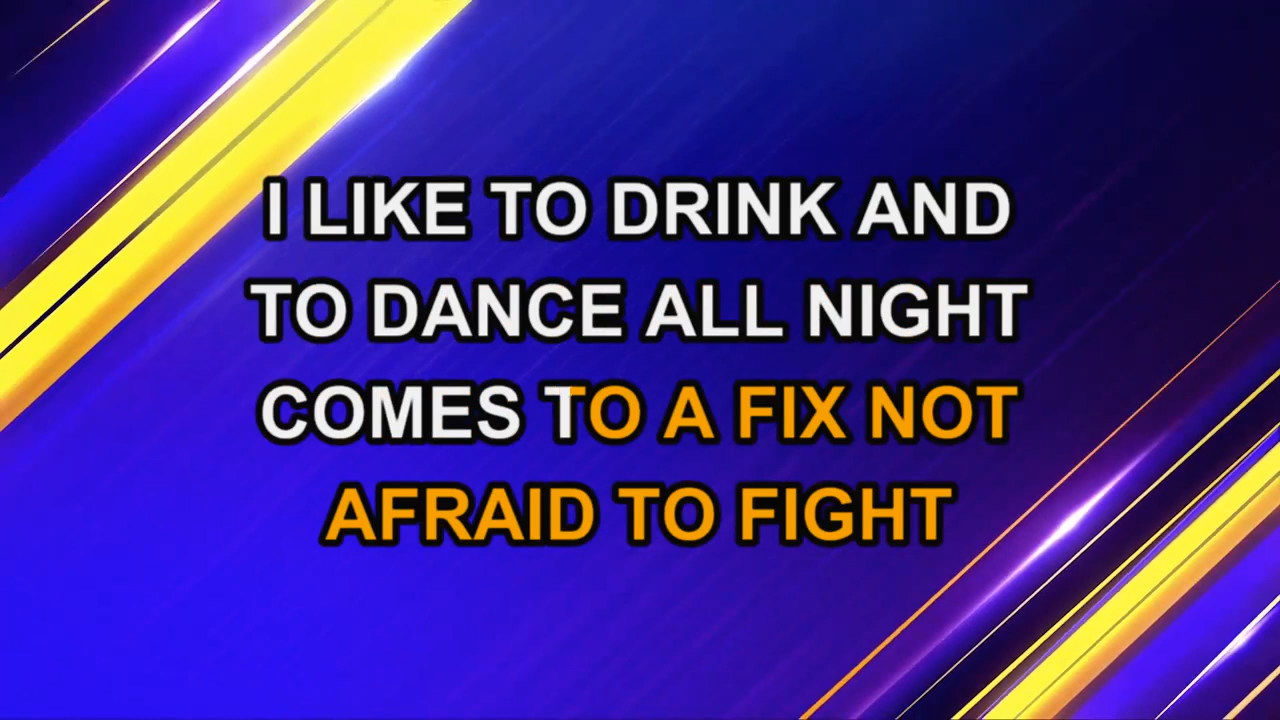 I LIKE TO DRINK AND
TO DANCE ALL NIGHT
COMES TO A FIX NOT
AFRAID TO FIGHT